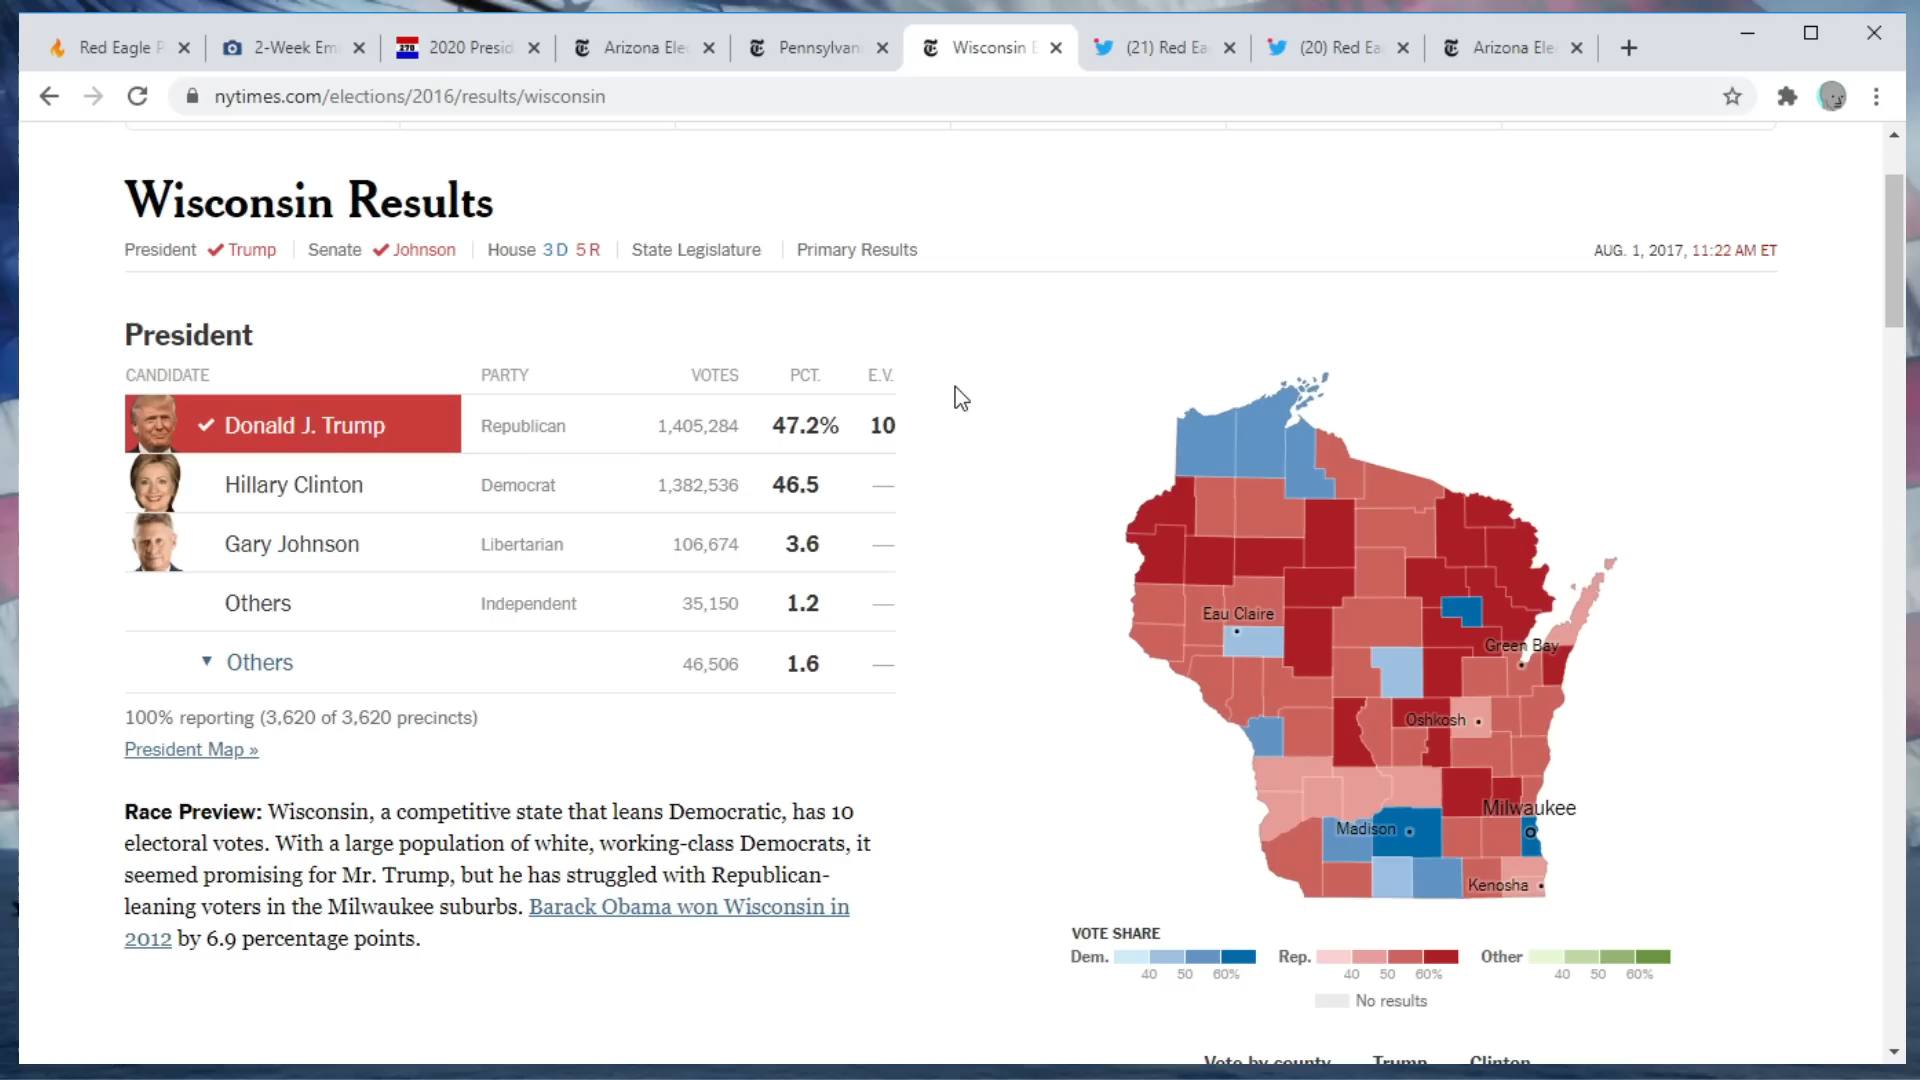 Red Eagle P
2-Week Em
270
2020 Presid
Arizona Ele
Pennsylvan
Wisconsin E
(21) Red Ea
(20) Red Ea
Arizona Ele
nytimes.com/elections/2016/results/wisconsin
Wisconsin Results
President Trump Senate Johnson House 3 D 5 R State Legislature Primary Results
AUG. 1, 2017, 11:22 AM ET
President
CANDIDATE PARTY VOTES PCT. E.V.
Donald J. Trump Republican 1,405,284 47.2% 10
Hillary Clinton Democrat 1,382,536 46.5 —
Gary Johnson Libertarian 106,674 3.6 —
Others Independent 35,150 1.2 —
Others 46,506 1.6 —
100% reporting (3,620 of 3,620 precincts)
President Map »
Race Preview: Wisconsin, a competitive state that leans Democratic, has 10
electoral votes. With a large population of white, working-class Democrats, it
seemed promising for Mr. Trump, but he has struggled with Republican-
leaning voters in the Milwaukee suburbs. Barack Obama won Wisconsin in
2012 by 6.9 percentage points.
Eau Claire
Green Bay
Oshkosh
Milwaukee
Madison
Kenosha
VOTE SHARE
Dem. Rep. Other
40 50 60% 40 50 60% 40 50 60%
No results
Vote by county Trump Clinton